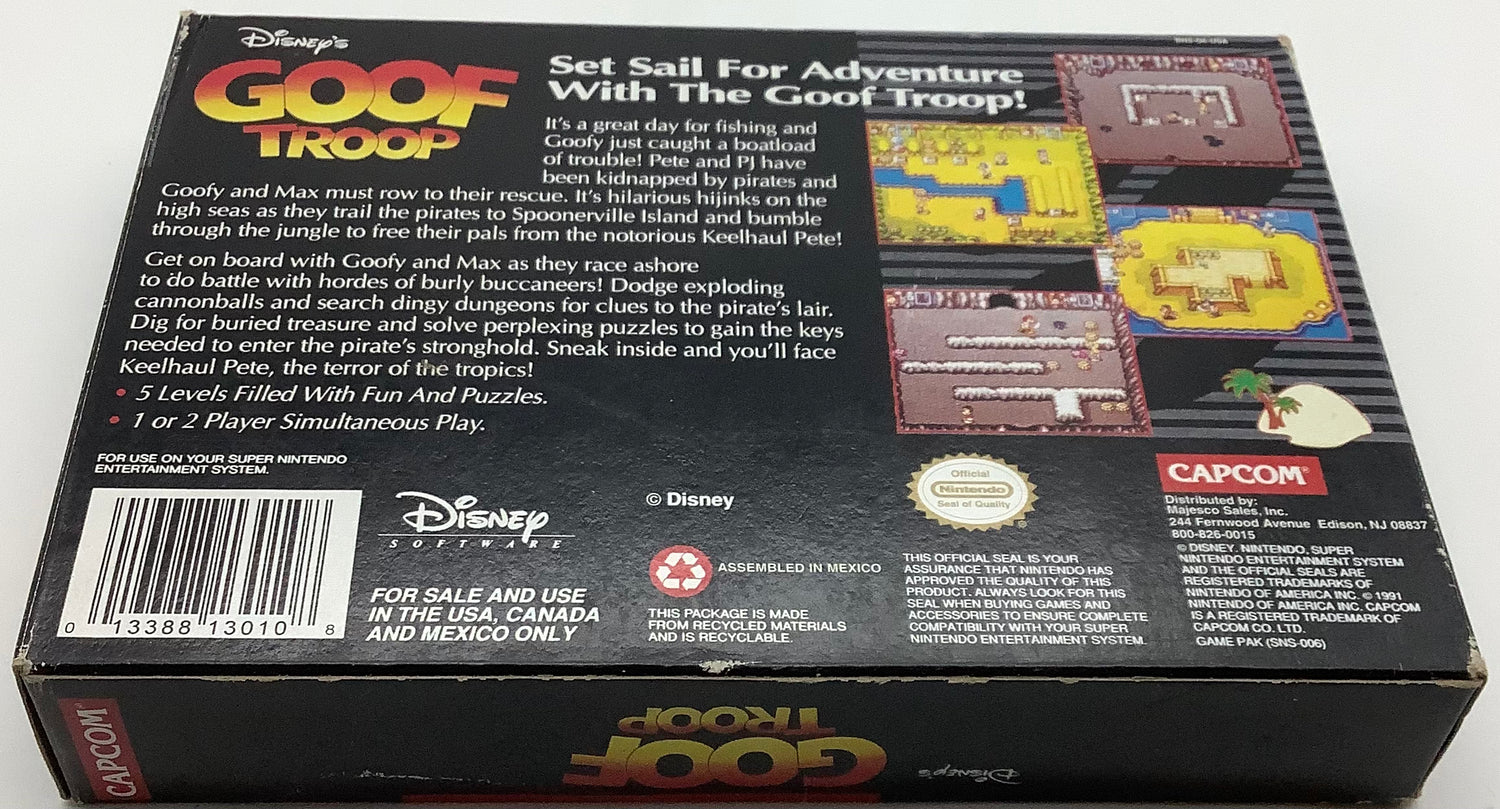 Disney's
GOOF
TROOP
Set Sail For Adventure
With The Goof Troop!
It's a great day for fishing and
Goofy just caught a boatload
of trouble! Pete and PJ have
been kidnapped by pirates and
Goofy and Max must row to their rescue. It's hilarious hijinks on the
high seas as they trail the pirates to Spoonerville Island and bumble
through the jungle to free their pals from the notorious Keelhaul Pete!
Get on board with Goofy and Max as they race ashore
to do battle with hordes of burly buccaneers! Dodge exploding
cannonballs and search dingy dungeons for clues to the pirate's lair.
Dig for buried treasure and solve perplexing puzzles to gain the keys
needed to enter the pirate's stronghold. Sneak inside and you'll face
Keelhaul Pete, the terror of the tropics!
• 5 Levels Filled With Fun And Puzzles.
• 1 or 2 Player Simultaneous Play.
FOR USE ON YOUR SUPER NINTENDO
ENTERTAINMENT SYSTEM.
0 13388 13010 8
Disney
SOFTWARE
FOR SALE AND USE
IN THE USA, CANADA
AND MEXICO ONLY
© Disney
ASSEMBLED IN MEXICO
THIS PACKAGE IS MADE
FROM RECYCLED MATERIALS
AND IS RECYCLABLE.
Official
Nintendo
Seal of Quality
®
THIS OFFICIAL SEAL IS YOUR
ASSURANCE THAT NINTENDO HAS
APPROVED THE QUALITY OF THIS
PRODUCT. ALWAYS LOOK FOR THIS
SEAL WHEN BUYING GAMES AND
ACCESSORIES TO ENSURE COMPLETE
COMPATIBILITY WITH YOUR SUPER
NINTENDO ENTERTAINMENT SYSTEM.
CAPCOM®
Distributed by:
Majesco Sales, Inc.
244 Fernwood Avenue Edison, NJ 08837
800-826-0015
© DISNEY. NINTENDO, SUPER
NINTENDO ENTERTAINMENT SYSTEM
AND THE OFFICIAL SEALS ARE
REGISTERED TRADEMARKS OF
NINTENDO OF AMERICA INC. © 1991
NINTENDO OF AMERICA INC. CAPCOM
IS A REGISTERED TRADEMARK OF
CAPCOM CO. LTD.
GAME PAK (SNS-006)
CAPCOM
Disney's
GOOF
TROOP